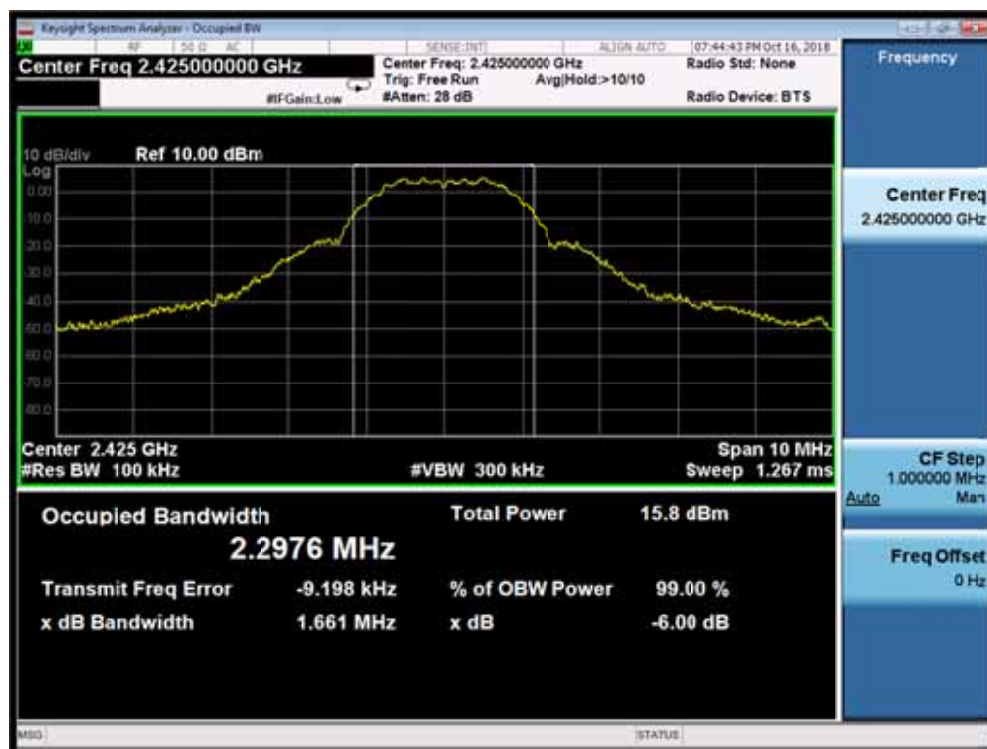 Keysight Spectrum Analyzer - Occupied BW
RF 50 Ω AC SENSE:INT ALIGN AUTO 07:44:43 PM Oct 16, 2018
Center Freq 2.425000000 GHz
Center Freq: 2.425000000 GHz
Radio Std: None
Trig: Free Run Avg|Hold:>10/10
#IFGain:Low
#Atten: 28 dB
Radio Device: BTS
Frequency
10 dB/div Ref 10.00 dBm
Log
0.00
-10.0
-20.0
-30.0
-40.0
-50.0
-60.0
-70.0
-80.0
Center Freq
2.425000000 GHz
Center 2.425 GHz Span 10 MHz
#Res BW 100 kHz #VBW 300 kHz Sweep 1.267 ms
CF Step
1.000000 MHz
Auto Man
Occupied Bandwidth Total Power 15.8 dBm
2.2976 MHz
Transmit Freq Error -9.198 kHz % of OBW Power 99.00 %
x dB Bandwidth 1.661 MHz x dB -6.00 dB
Freq Offset
0 Hz
MSG STATUS